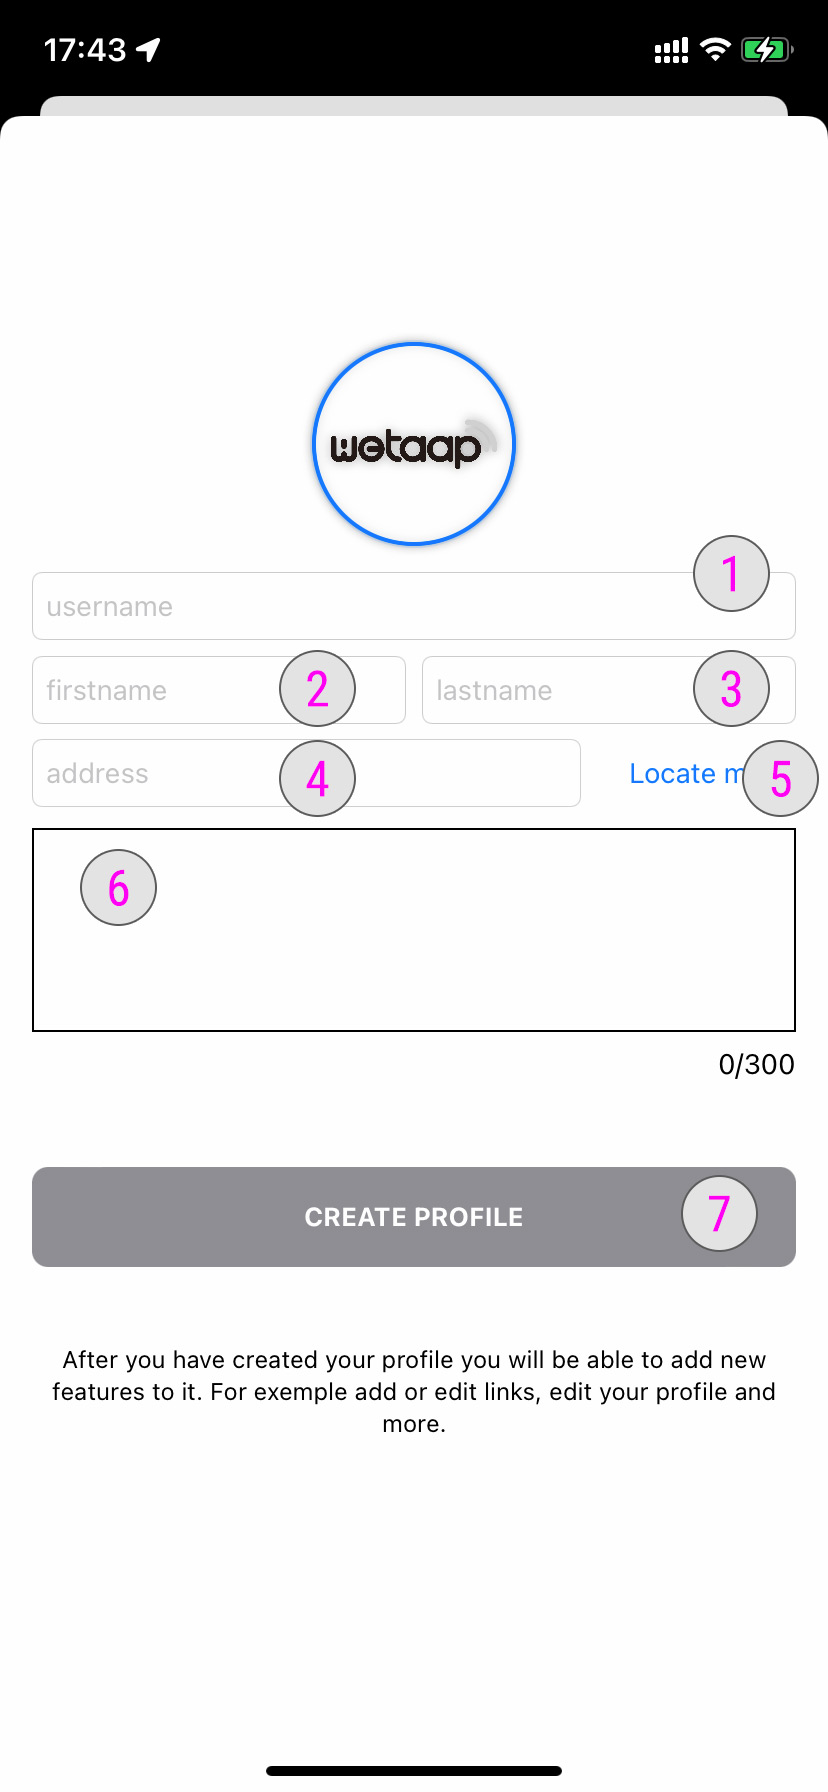 17:43
wetaap
1
username
firstname 2
lastname 3
address 4
Locate m 5
6
0/300
CREATE PROFILE 7
After you have created your profile you will be able to add new
features to it. For exemple add or edit links, edit your profile and
more.